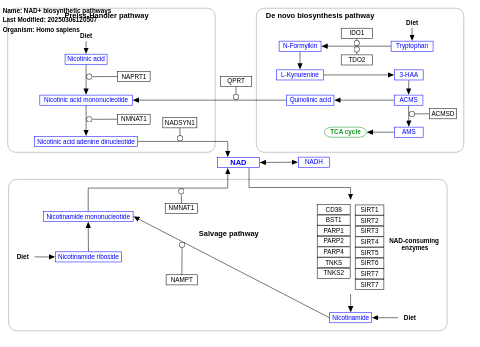 Name: NAD+ biosynthetic pathways
Last Modified: 20250306120507
Organism: Homo sapiens
Preiss-Handler pathway
Diet
Nicotinic acid
NAPRT1
Nicotinic acid mononucleotide
NMNAT1
NADSYN1
Nicotinic acid adenine dinucleotide
QPRT
De novo biosynthesis pathway
Diet
IDO1
N-Formylkin
Tryptophan
TDO2
L-Kynurenine
3-HAA
Quinolinic acid
ACMS
ACMSD
TCA cycle
AMS
NAD
NADH
NMNAT1
Nicotinamide mononucleotide
Salvage pathway
Diet
Nicotinamide riboside
NAMPT
CD38
BST1
PARP1
PARP2
PARP4
TNKS
TNKS2
SIRT1
SIRT2
SIRT3
SIRT4
SIRT5
SIRT6
SIRT7
SIRT7
NAD-consuming
enzymes
Nicotinamide
Diet